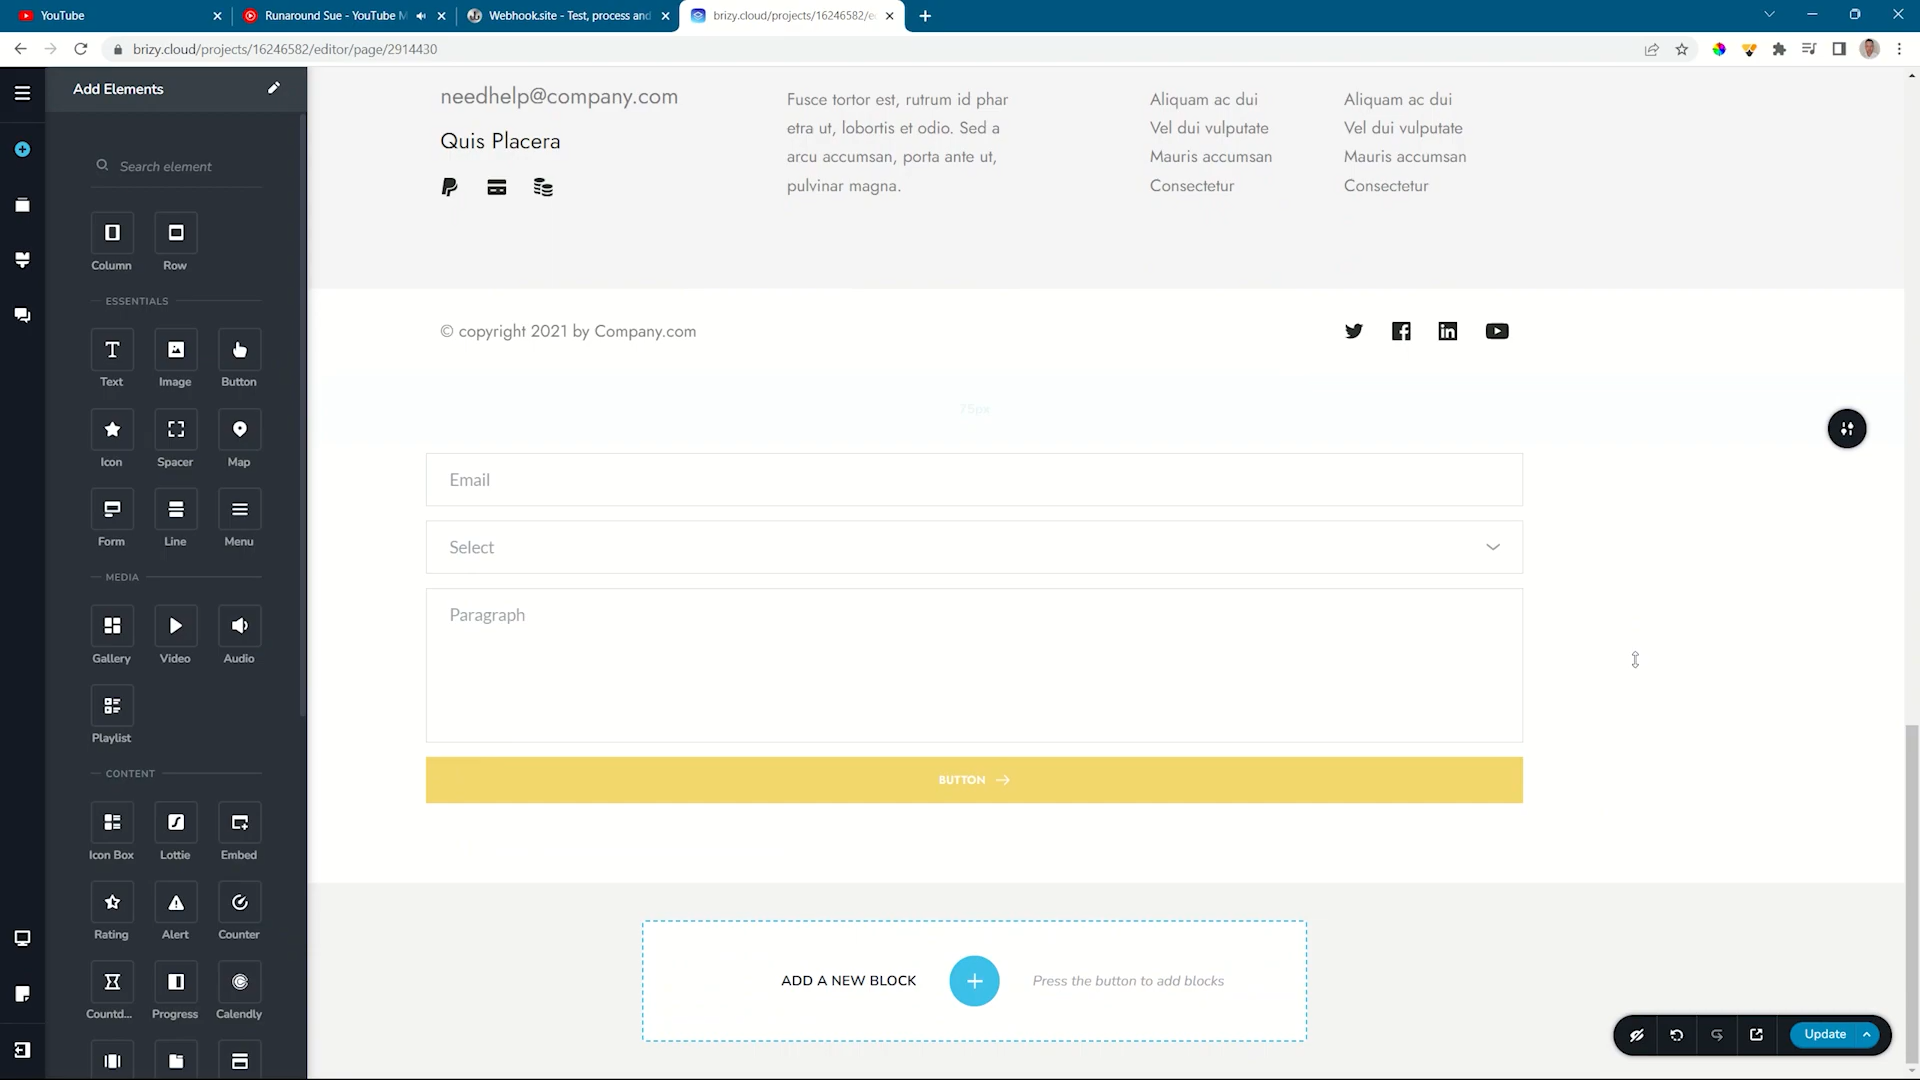 YouTube
Runaround Sue - YouTube M
Webhook.site - Test, process and
brizy.cloud/projects/16246582/e
brizy.cloud/projects/16246582/editor/page/2914430
Add Elements
Search element
Column
Row
ESSENTIALS
Text
Image
Button
Icon
Spacer
Map
Form
Line
Menu
MEDIA
Gallery
Video
Audio
Playlist
CONTENT
Icon Box
Lottie
Embed
Rating
Alert
Counter
Countd...
Progress
Calendly
needhelp@company.com
Quis Placera
Fusce tortor est, rutrum id phar
etra ut, lobortis et odio. Sed a
arcu accumsan, porta ante ut,
pulvinar magna.
Aliquam ac dui
Vel dui vulputate
Mauris accumsan
Consectetur
Aliquam ac dui
Vel dui vulputate
Mauris accumsan
Consectetur
© copyright 2021 by Company.com
75px
Email
Select
Paragraph
BUTTON
ADD A NEW BLOCK
Press the button to add blocks
Update